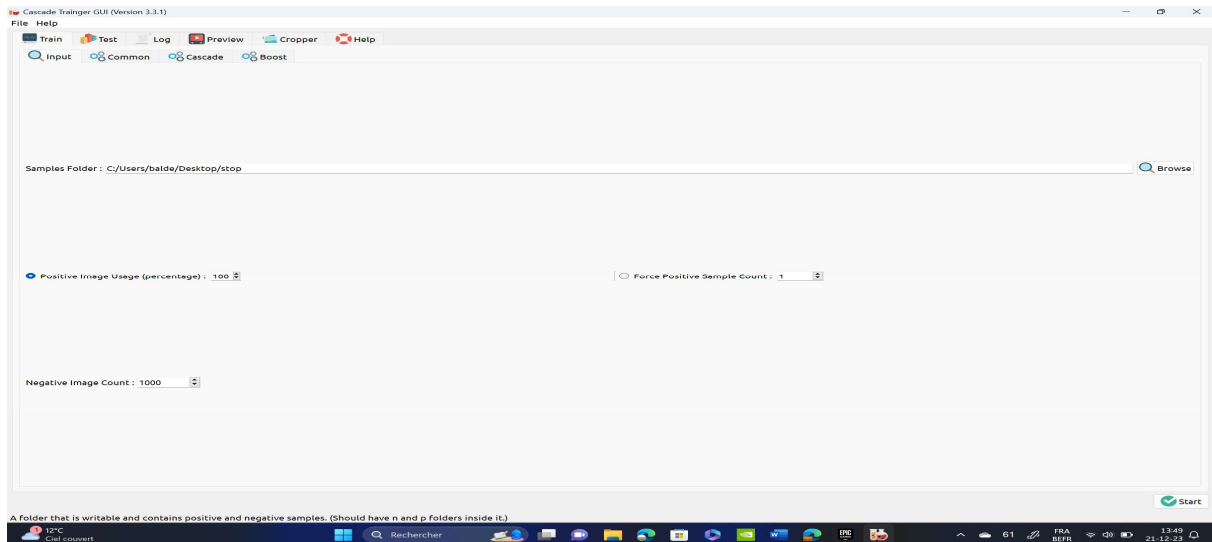 Cascade Trainger GUI (Version 3.3.1)
File Help
Train Test Log Preview Cropper Help
Input Common Cascade Boost
Samples Folder : C:/Users/balde/Desktop/stop Browse
Positive Image Usage (percentage) : 100 Force Positive Sample Count : 1
Negative Image Count : 1000
Start
A folder that is writable and contains positive and negative samples. (Should have n and p folders inside it.)
1 12°C Rechercher W EPIC 61 FRA 13:49
Ciel couvert BEFR 21-12-23